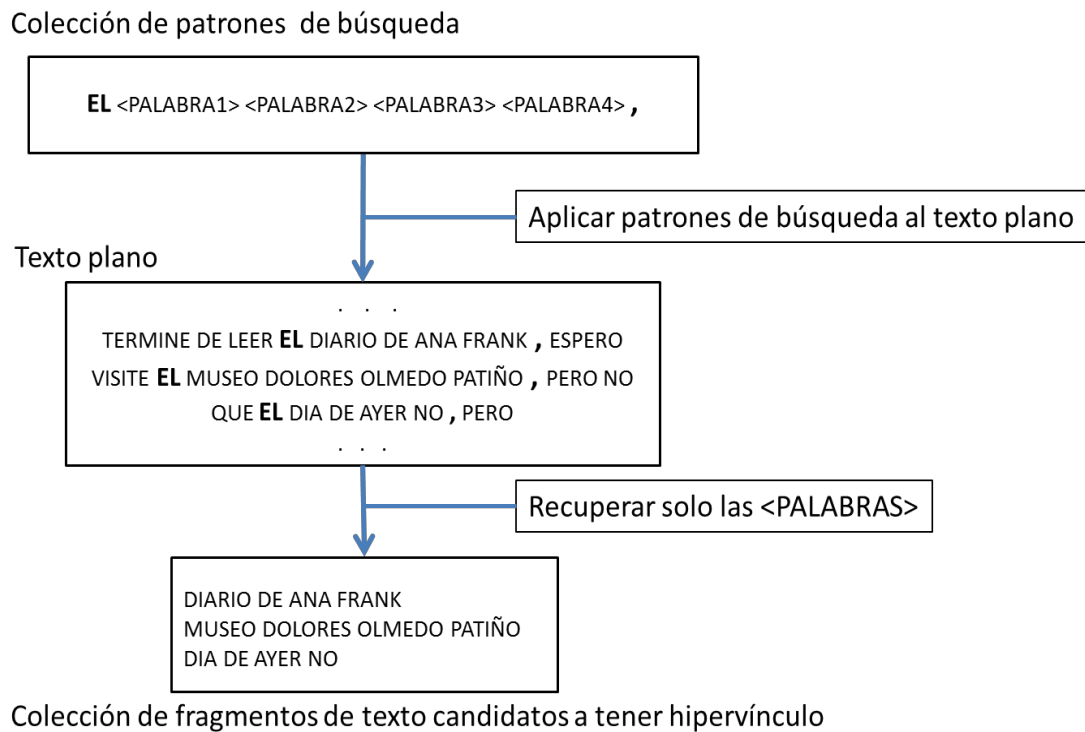 Colección de patrones de búsqueda
EL <PALABRA1> <PALABRA2> <PALABRA3> <PALABRA4> ,
Aplicar patrones de búsqueda al texto plano
Texto plano
. . .
TERMINE DE LEER EL DIARIO DE ANA FRANK , ESPERO
VISITE EL MUSEO DOLORES OLMEDO PATIÑO , PERO NO
QUE EL DIA DE AYER NO , PERO
. . .
Recuperar solo las <PALABRAS>
DIARIO DE ANA FRANK
MUSEO DOLORES OLMEDO PATIÑO
DIA DE AYER NO
Colección de fragmentos de texto candidatos a tener hipervínculo